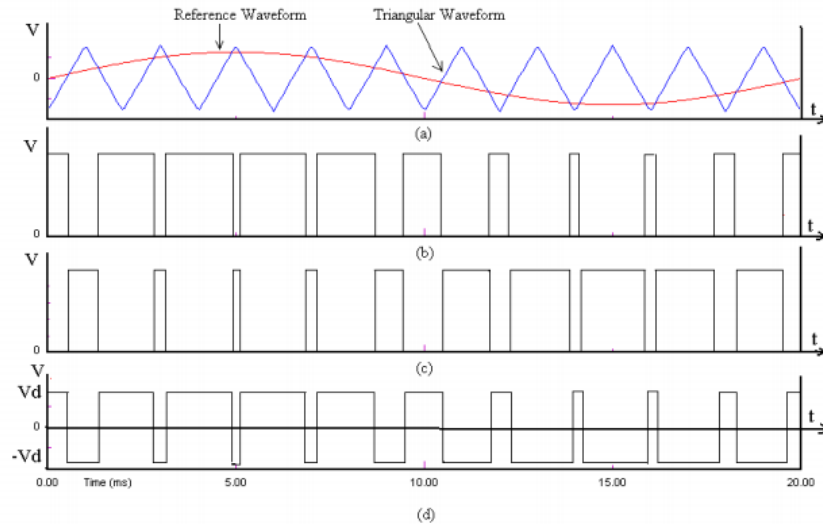 Reference Waveform
Triangular Waveform
V
0
t
(a)
V
0
t
(b)
V
0
t
(c)
V
Vd
0
-Vd
t
0.00
Time (ms)
5.00
10.00
15.00
20.00
(d)